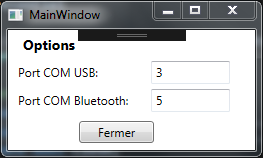 MainWindow
Options
Port COM USB: 3
Port COM Bluetooth: 5
Fermer